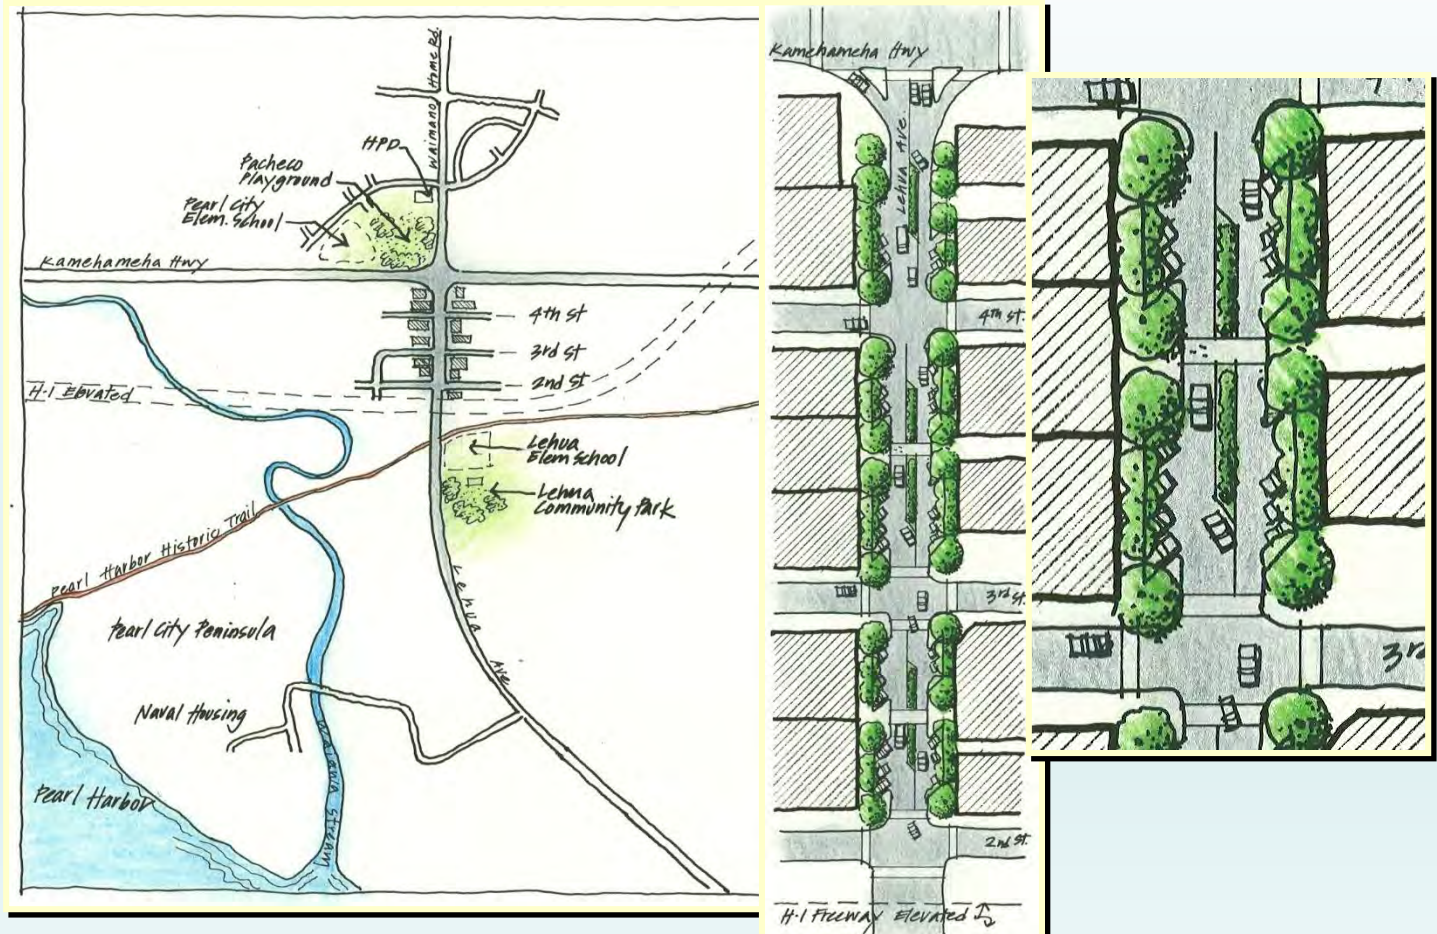 Waimano Home Rd.
HPD
Pacheco
Playground
Pearl City
Elem. School
Kamehameha Hwy
4th St
3rd St
2nd St
H-1 Elevated
Lehua
Elem School
Lehua
Community Park
Pearl Harbor Historic Trail
Pearl City Peninsula
Lehua Ave
Naval Housing
Pearl Harbor
Waiawa Stream
Kamehameha Hwy
Lehua Ave.
4th St.
3rd St.
2nd St.
H-1 Freeway Elevated
3rd